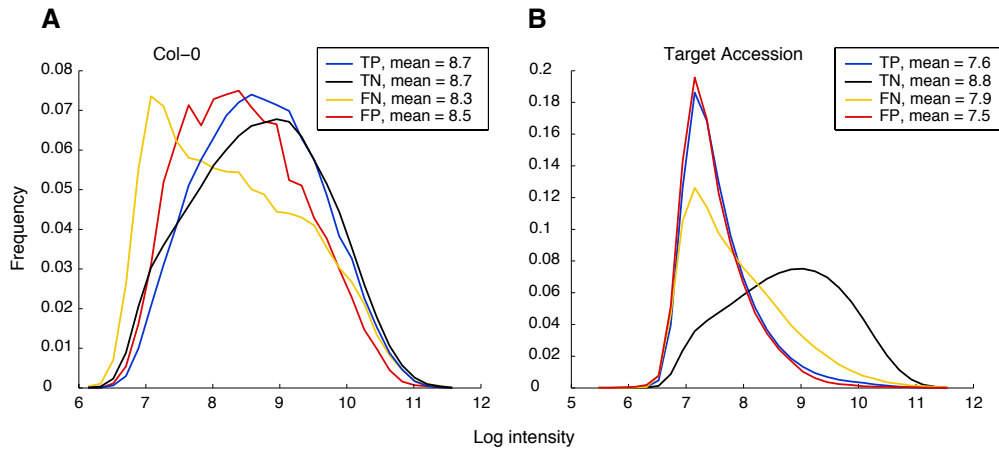 A
Col−0
TP, mean = 8.7
TN, mean = 8.7
FN, mean = 8.3
FP, mean = 8.5
0.08
0.07
0.06
0.05
0.04
0.03
0.02
0.01
0
6 7 8 9 10 11 12
Frequency
B
Target Accession
TP, mean = 7.6
TN, mean = 8.8
FN, mean = 7.9
FP, mean = 7.5
0.2
0.18
0.16
0.14
0.12
0.10
0.08
0.06
0.04
0.02
0
5 6 7 8 9 10 11 12
Log intensity